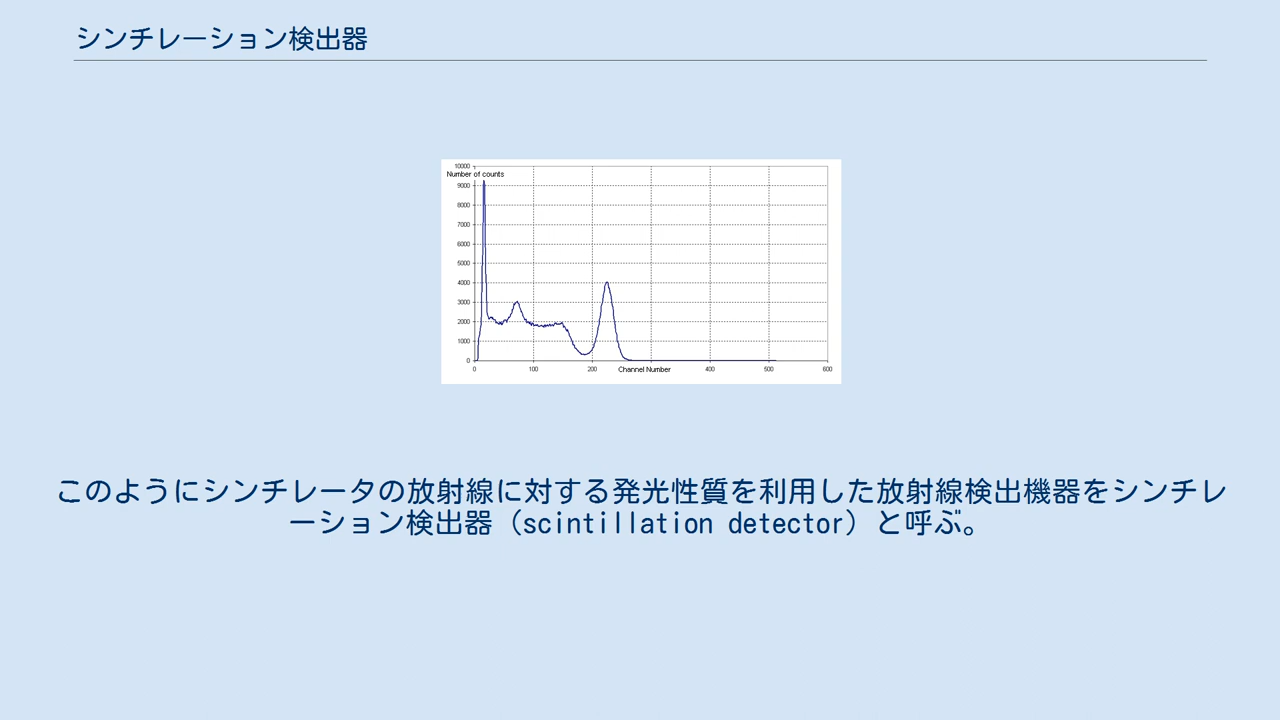 シンチレーション検出器
10000
Number of counts
9000
8000
7000
6000
5000
4000
3000
2000
1000
0
0 100 200 Channel Number 400 500 600
このようにシンチレータの放射線に対する発光性質を利用した放射線検出機器をシンチレ
ーション検出器（scintillation detector）と呼ぶ。